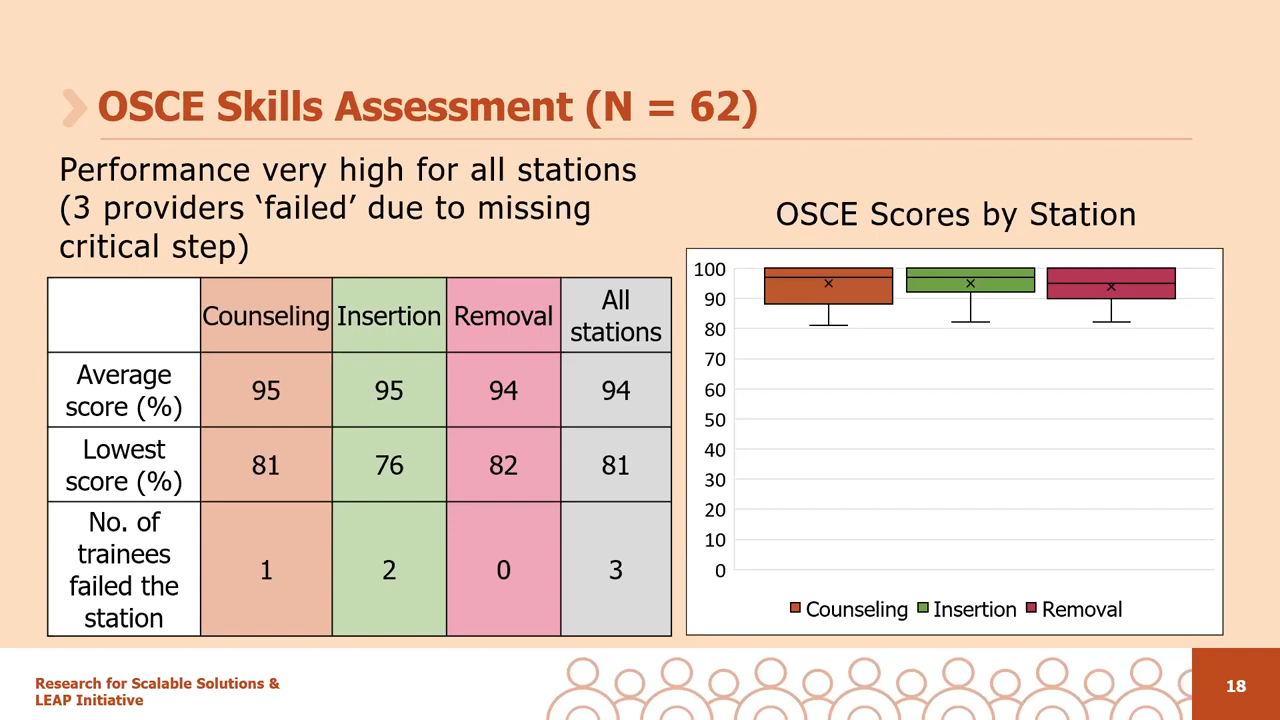 OSCE Skills Assessment (N = 62)
Performance very high for all stations
(3 providers ‘failed’ due to missing
critical step)
Counseling Insertion Removal All stations
Average score (%) 95 95 94 94
Lowest score (%) 81 76 82 81
No. of trainees failed the station 1 2 0 3
OSCE Scores by Station
100
90
80
70
60
50
40
30
20
10
0
Counseling Insertion Removal
Research for Scalable Solutions &
LEAP Initiative
18